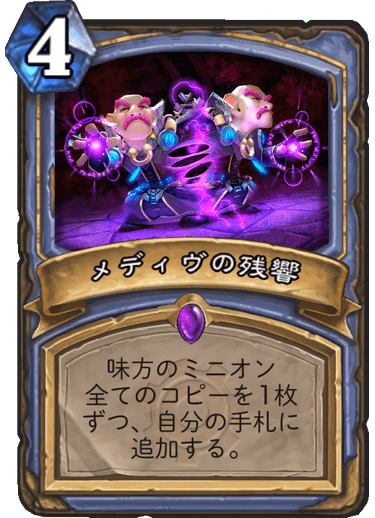 4
メディヴの残響
味方のミニオン
全てのコピーを1枚
ずつ、自分の手札に
追加する。